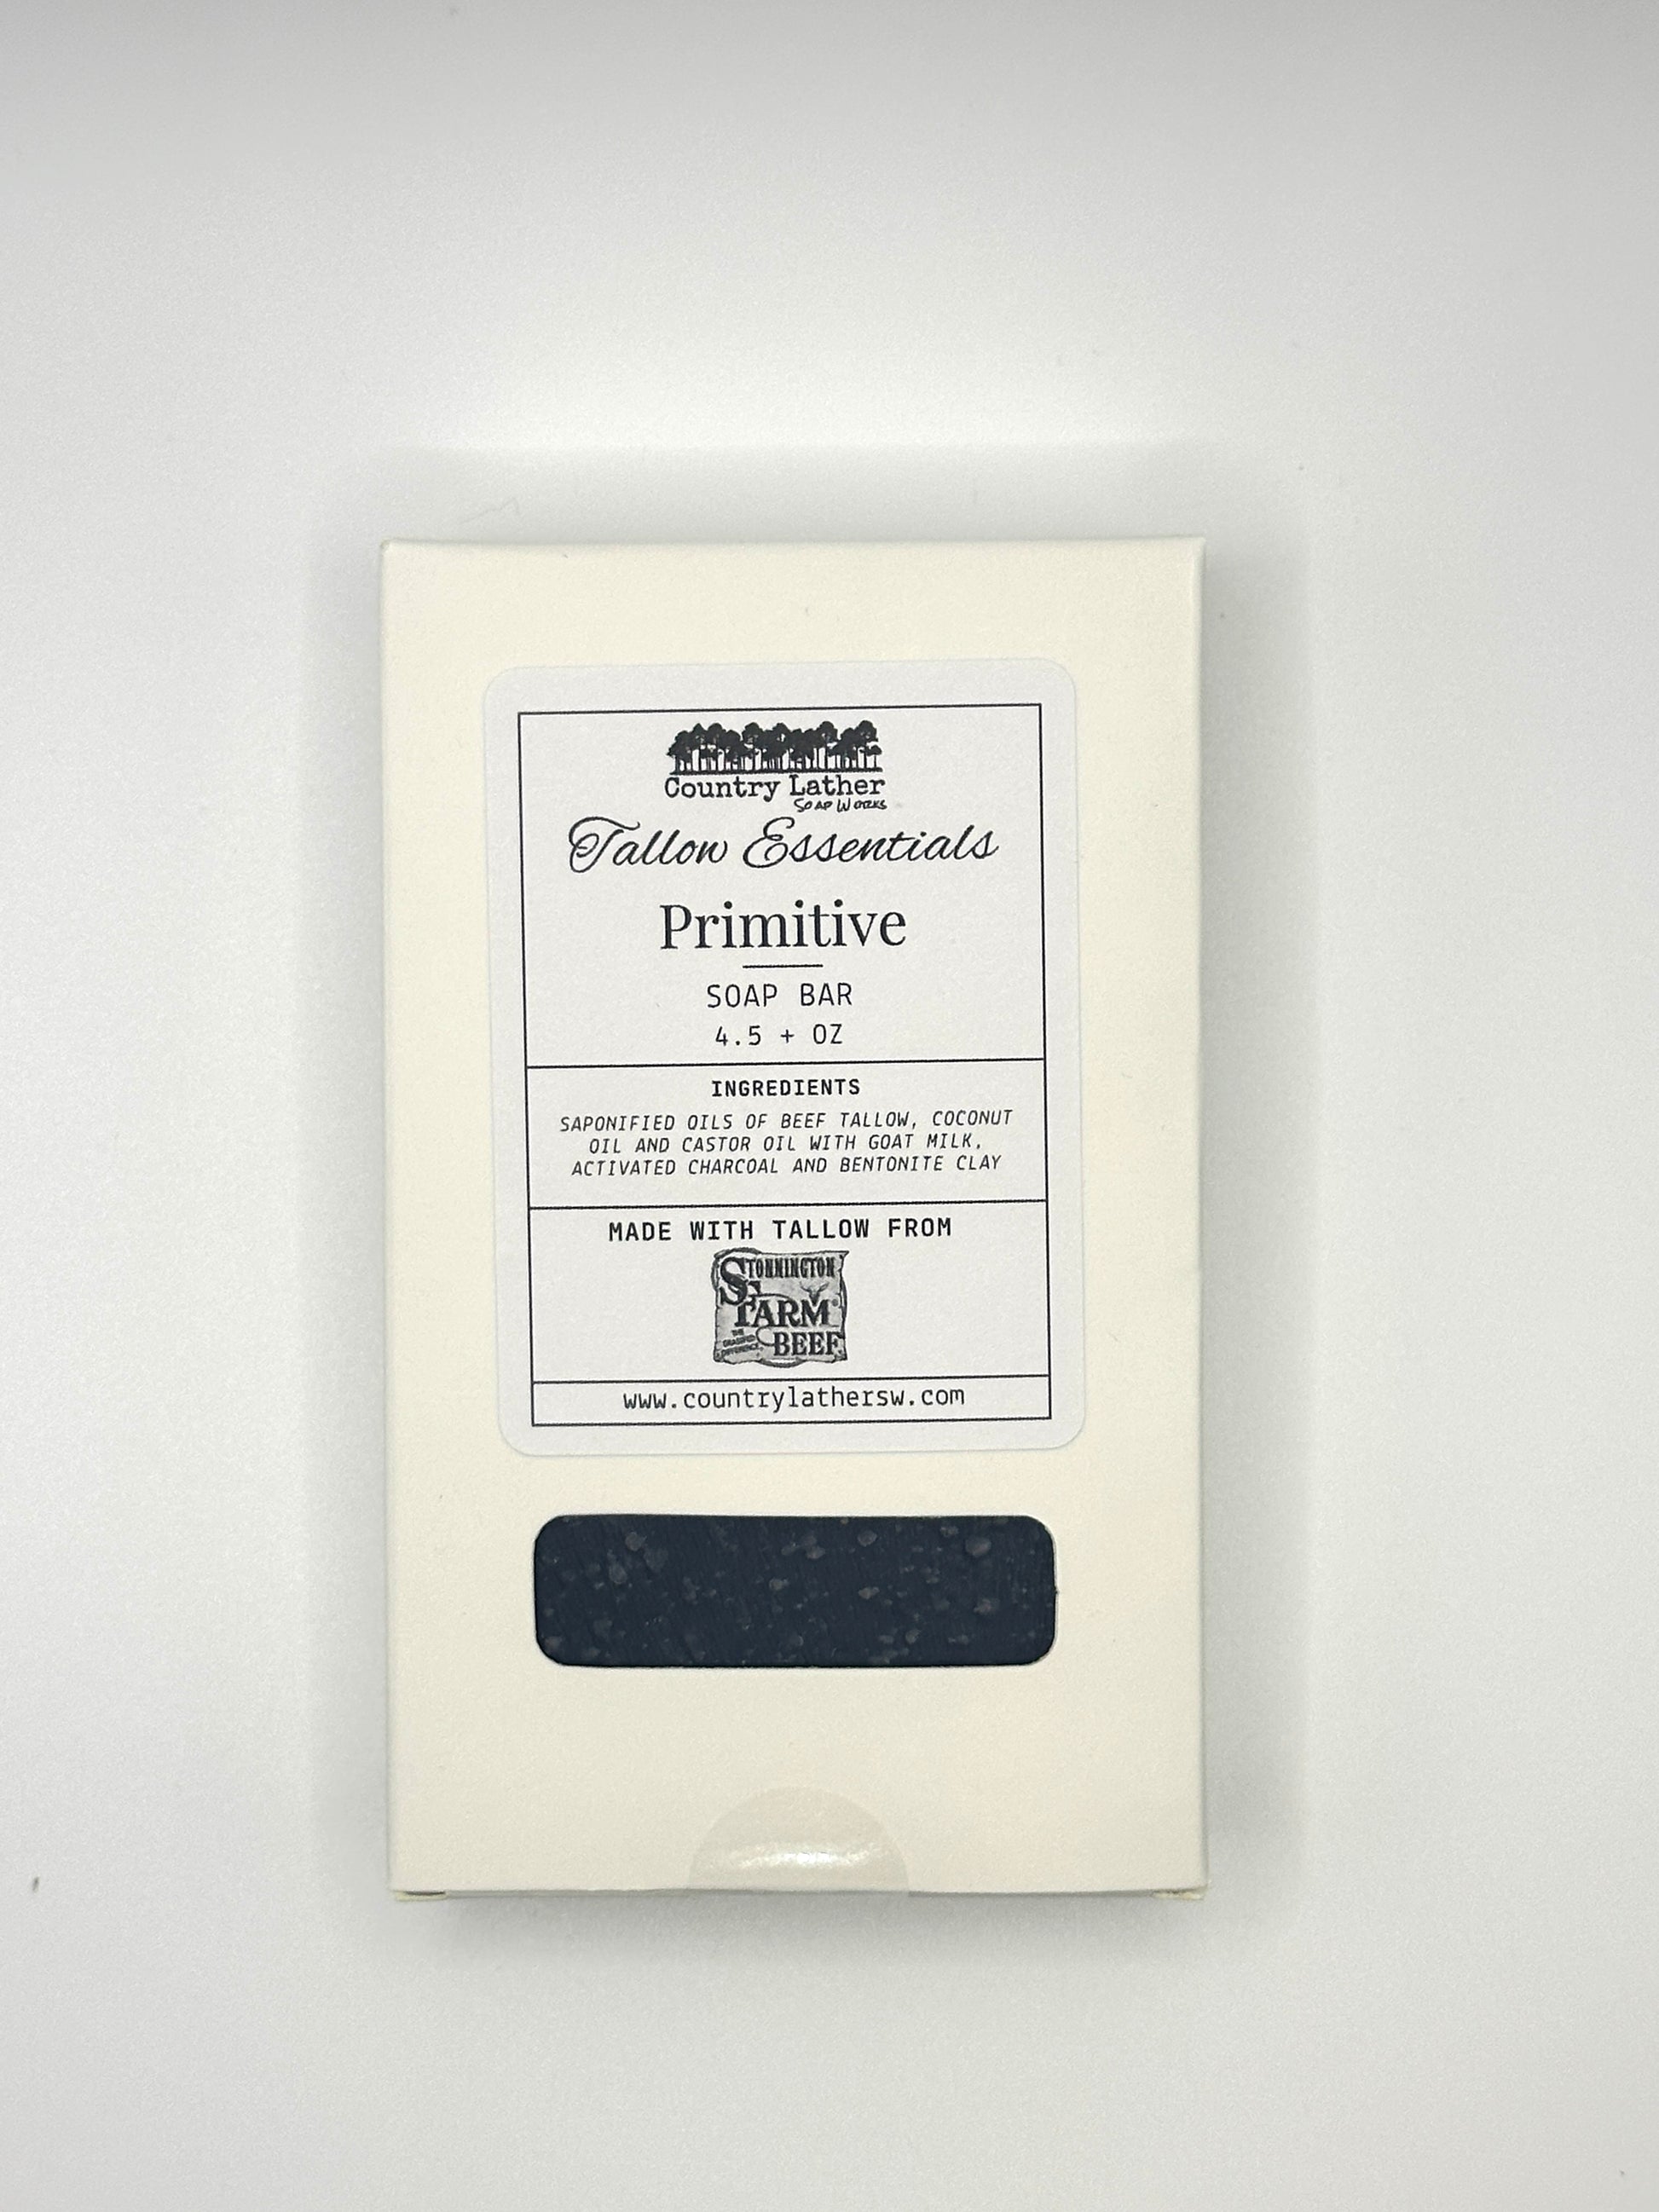 Country Lather
Soap Works
Tallow Essentials
Primitive
SOAP BAR
4.5 + OZ
INGREDIENTS
SAPONIFIED OILS OF BEEF TALLOW, COCONUT
OIL AND CASTOR OIL WITH GOAT MILK,
ACTIVATED CHARCOAL AND BENTONITE CLAY
MADE WITH TALLOW FROM
STONNINGTON
FARM®
BEEF
www.countrylathersw.com